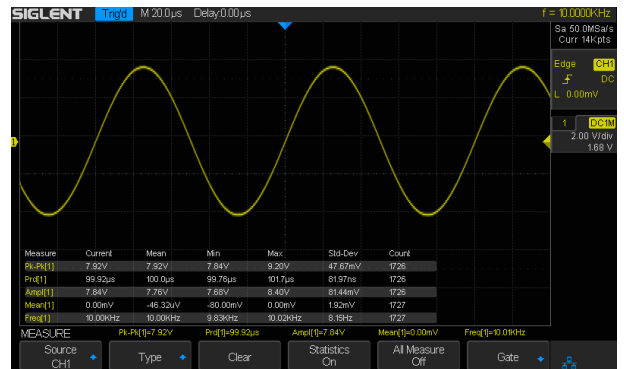 SIGLENT Trig'd M 20.0µs Delay:0.00µs f = 10.0000KHz
Sa 50.0MSa/s
Curr 14Kpts
Edge CH1
DC
L 0.00mV
1 DC1M
2.00 V/div
1.68 V
1
Measure Current Mean Min Max Std-Dev Count
Pk-Pk[1] 7.92V 7.92V 7.84V 9.20V 47.67mV 1726
Prd[1] 99.92µs 100.0µs 99.76µs 101.7µs 81.97ns 1726
Ampl[1] 7.84V 7.76V 7.68V 8.40V 81.44mV 1726
Mean[1] 0.00mV -46.32uV -80.00mV 0.00mV 1.92mV 1727
Freq[1] 10.00KHz 10.00KHz 9.83KHz 10.02KHz 8.15Hz 1727
MEASURE Pk-Pk[1]=7.92V Prd[1]=99.92µs Ampl[1]=7.84V Mean[1]=0.00mV Freq[1]=10.01kHz
Source CH1 Type Clear Statistics On All Measure Off Gate